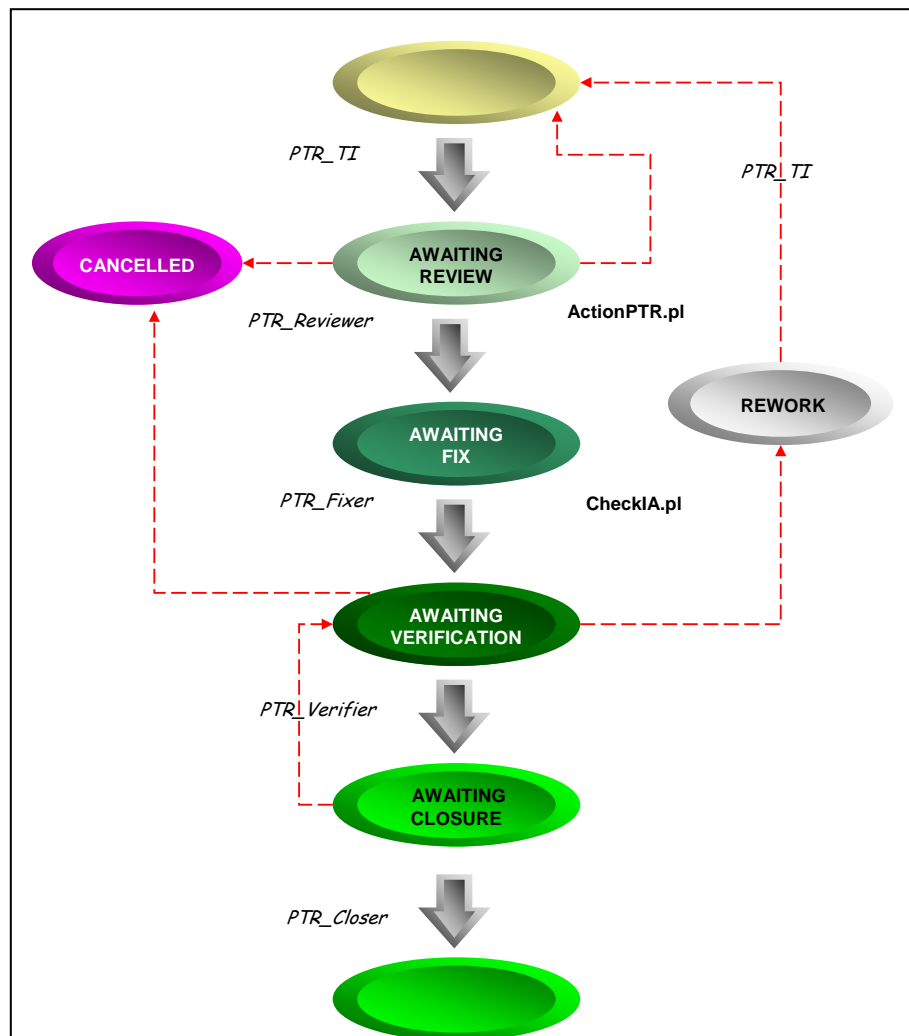 PTR_TI
PTR_TI
CANCELLED
AWAITING
REVIEW
PTR_Reviewer
ActionPTR.pl
REWORK
AWAITING
FIX
PTR_Fixer
CheckIA.pl
AWAITING
VERIFICATION
PTR_Verifier
AWAITING
CLOSURE
PTR_Closer